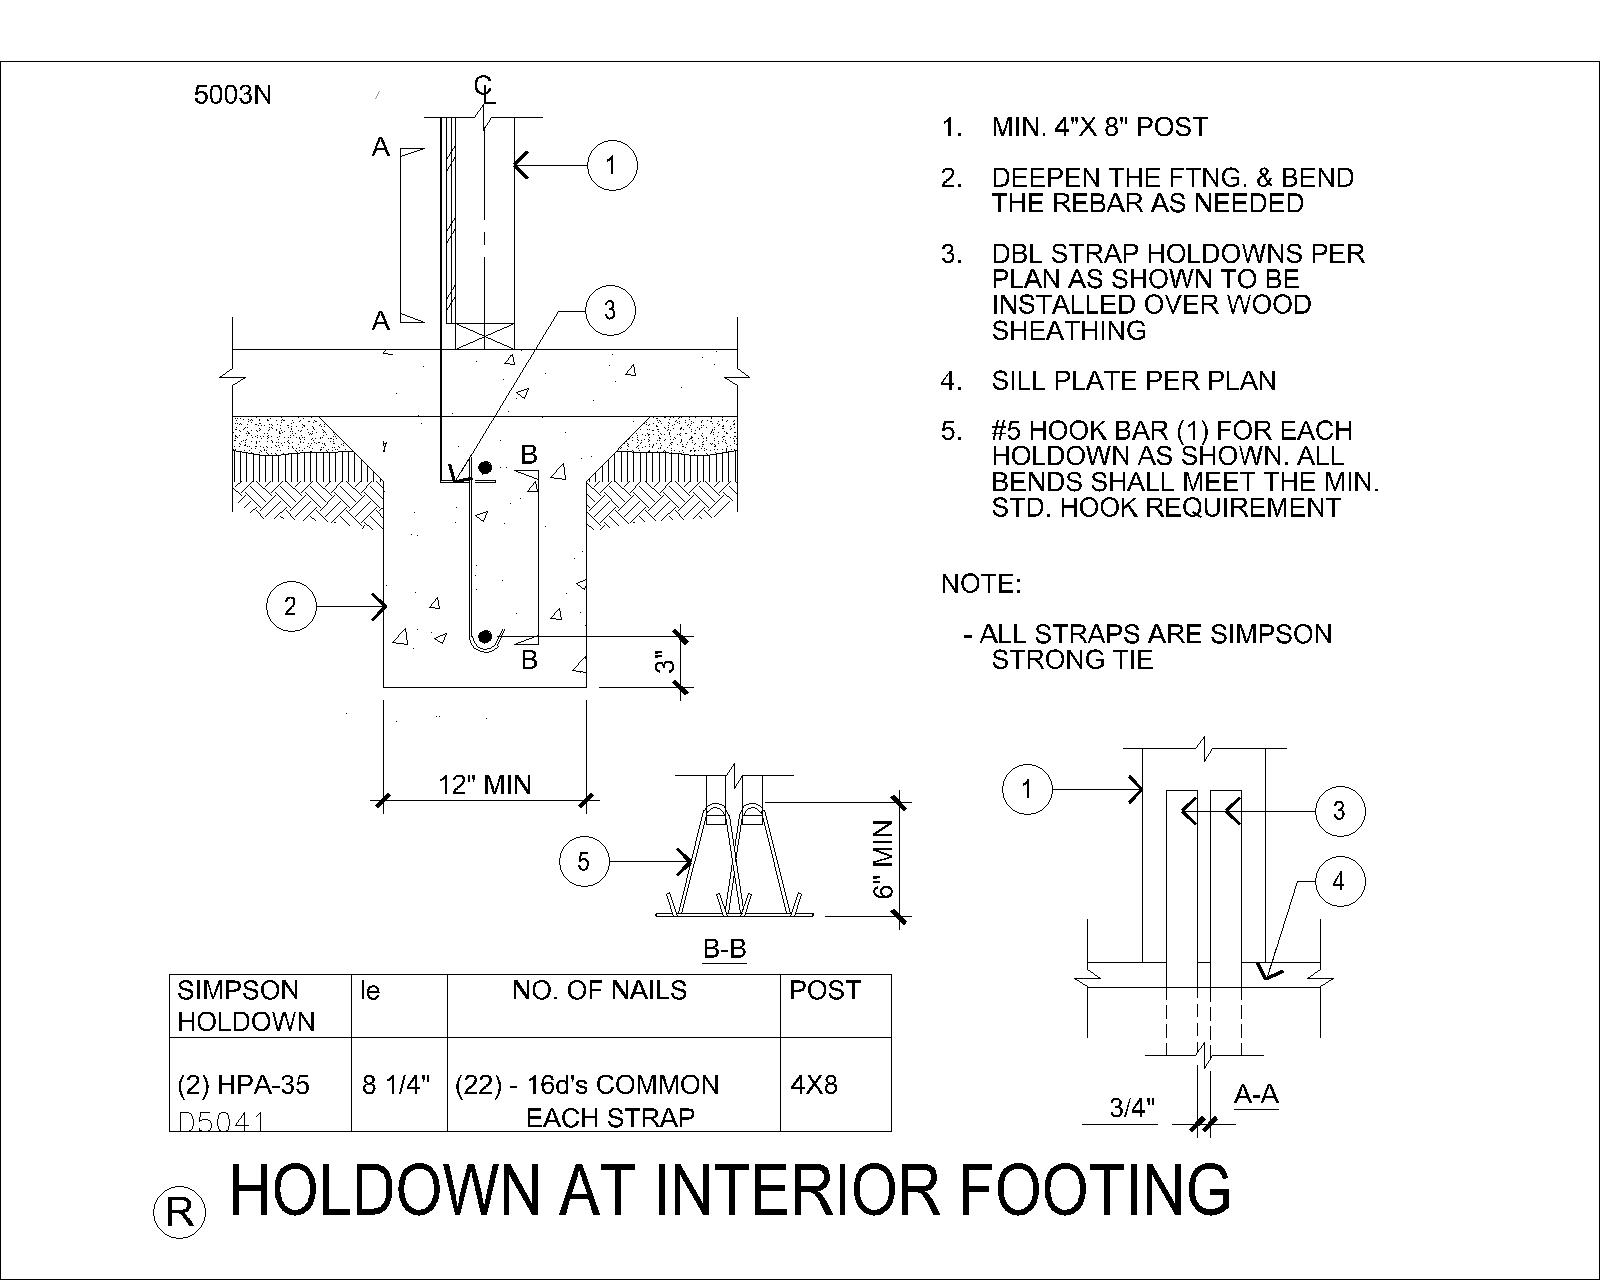 5003N
CL
A
1
A
3
B
2
B
3"
12" MIN
1. MIN. 4"X 8" POST
2. DEEPEN THE FTNG. & BEND
THE REBAR AS NEEDED
3. DBL STRAP HOLDOWNS PER
PLAN AS SHOWN TO BE
INSTALLED OVER WOOD
SHEATHING
4. SILL PLATE PER PLAN
5. #5 HOOK BAR (1) FOR EACH
HOLDOWN AS SHOWN. ALL
BENDS SHALL MEET THE MIN.
STD. HOOK REQUIREMENT
NOTE:
- ALL STRAPS ARE SIMPSON
STRONG TIE
5
6" MIN
B-B
1
3
4
3/4"
A-A
SIMPSON
HOLDOWN
le
NO. OF NAILS
POST
(2) HPA-35
8 1/4"
(22) - 16d's COMMON
EACH STRAP
4X8
D5041
R HOLDOWN AT INTERIOR FOOTING